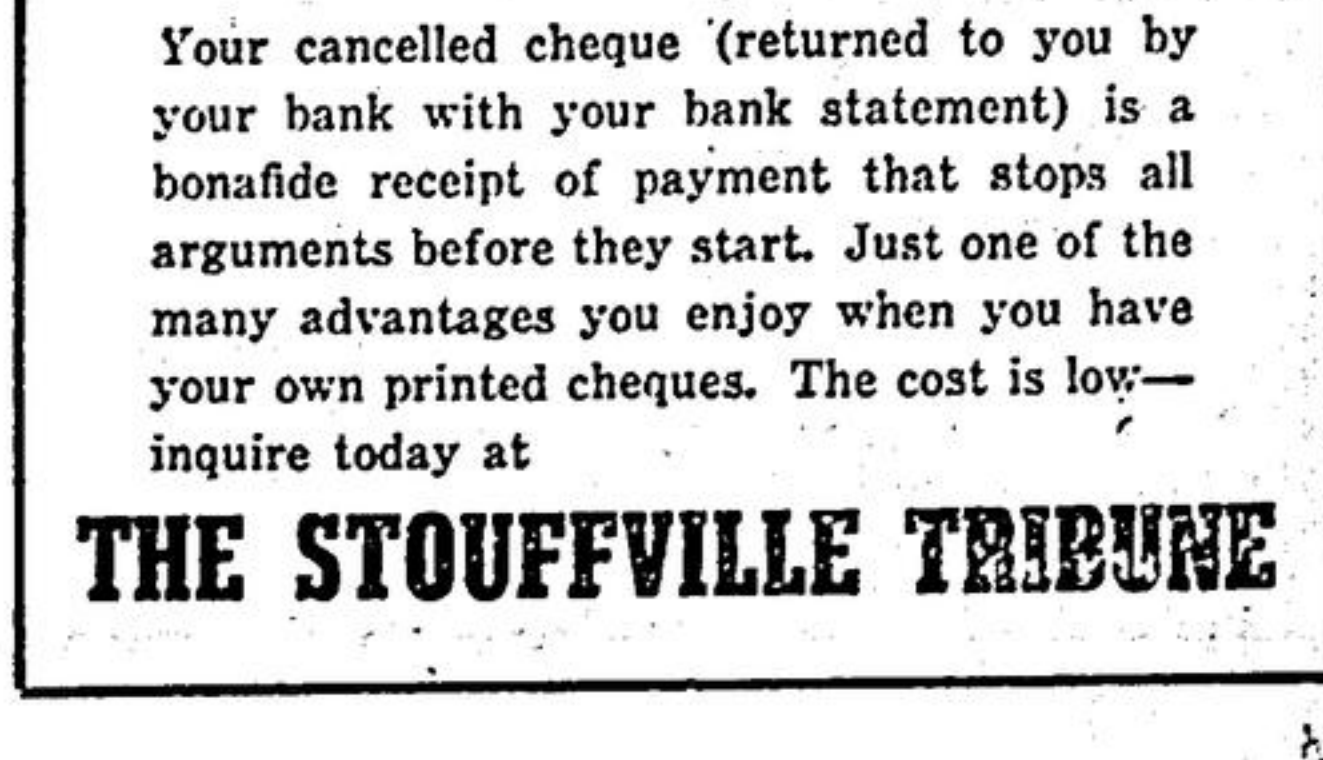 Your cancelled cheque (returned to you by
your bank with your bank statement) is a
bonafide receipt of payment that stops all
arguments before they start. Just one of the
many advantages you enjoy when you have
your own printed cheques. The cost is low—
inquire today at
THE STOUFFVILLE TRIBUNE